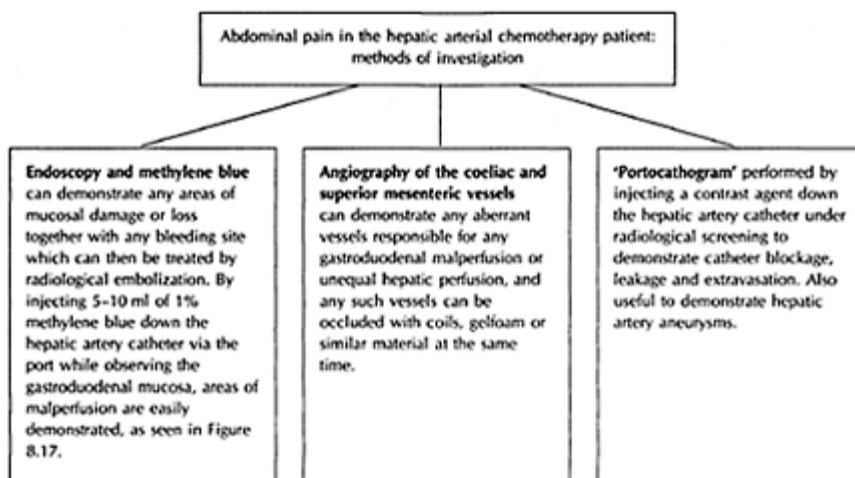 Abdominal pain in the hepatic arterial chemotherapy patient:
methods of investigation
Endoscopy and methylene blue
can demonstrate any areas of
mucosal damage or loss
together with any bleeding site
which can then be treated by
radiological embolization. By
injecting 5–10 ml of 1%
methylene blue down the
hepatic artery catheter via the
port while observing the
gastroduodenal mucosa, areas of
malperfusion are easily
demonstrated, as seen in Figure
8.17.
Angiography of the coeliac and
superior mesenteric vessels
can demonstrate any aberrant
vessels responsible for any
gastroduodenal malperfusion or
unequal hepatic perfusion, and
any such vessels can be
occluded with coils, gelfoam or
similar material at the same
time.
'Portocathogram' performed by
injecting a contrast agent down
the hepatic artery catheter under
radiological screening to
demonstrate catheter blockage,
leakage and extravasation. Also
useful to demonstrate hepatic
artery aneurysms.